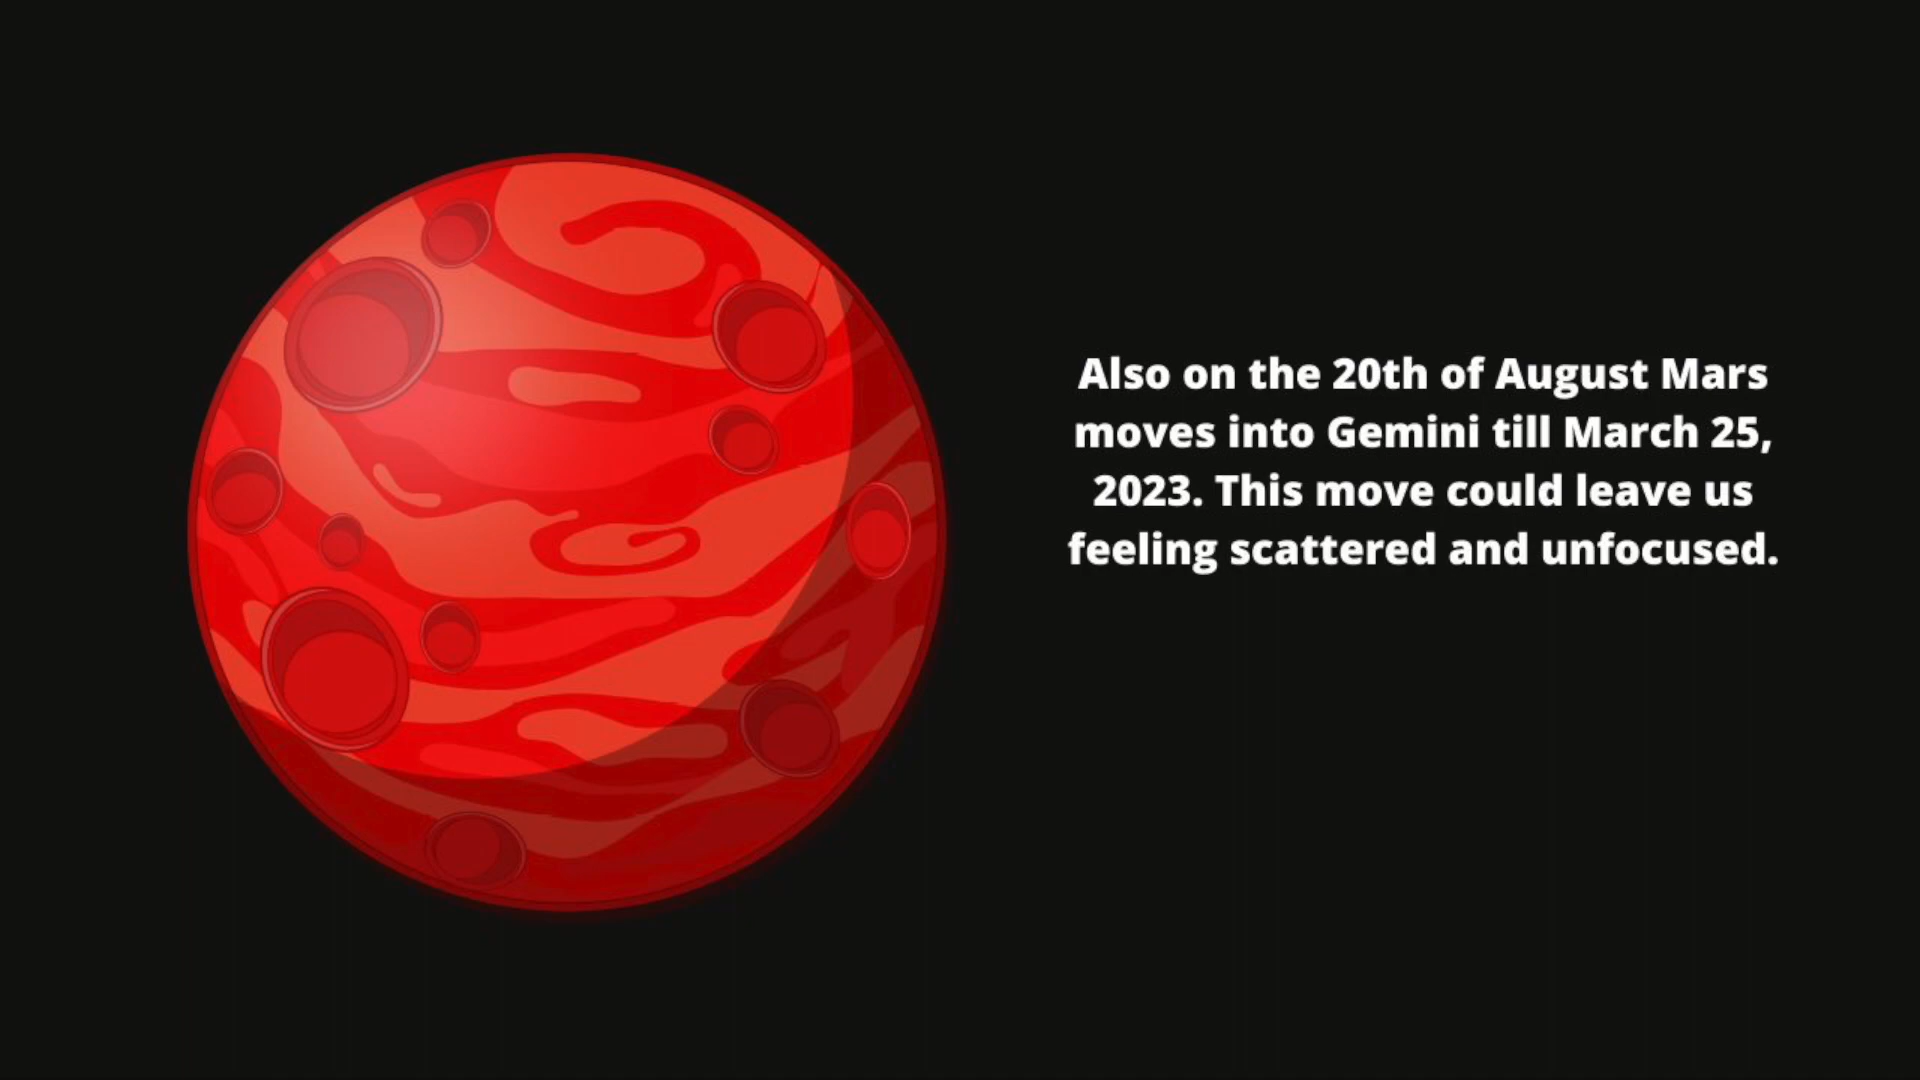 Also on the 20th of August Mars
moves into Gemini till March 25,
2023. This move could leave us
feeling scattered and unfocused.